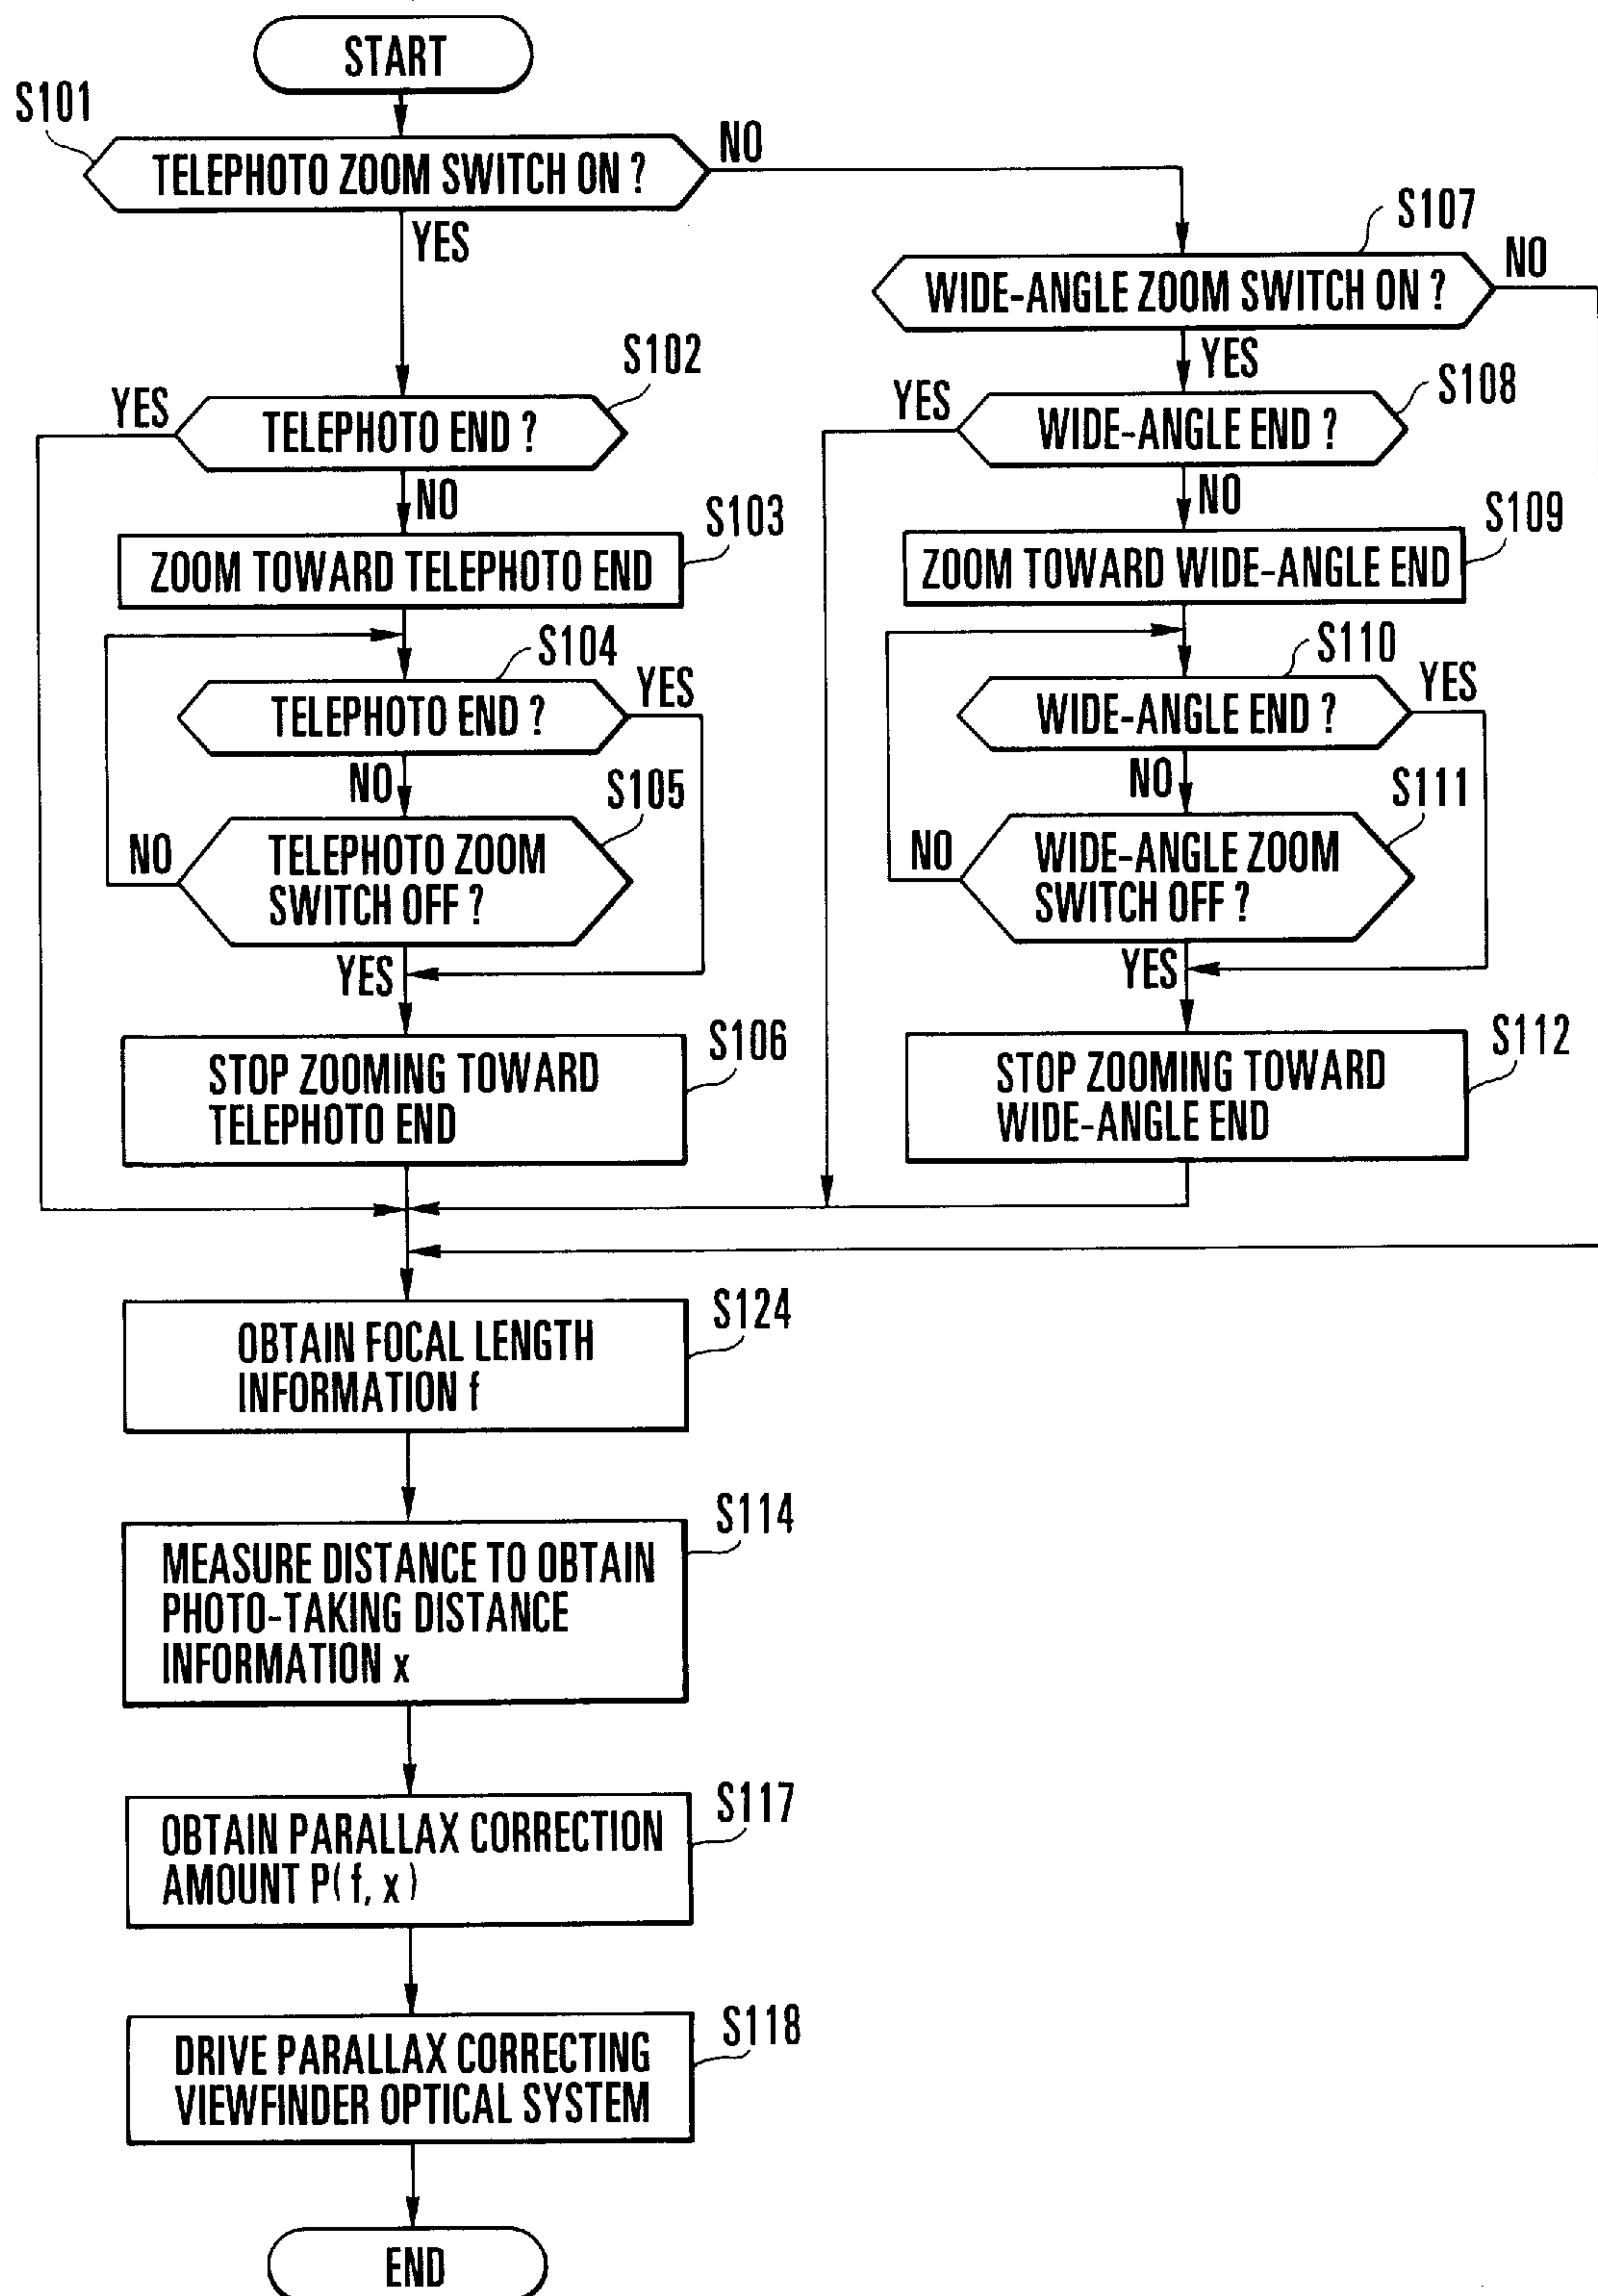 START
S101
TELEPHOTO ZOOM SWITCH ON ?
NO
YES
S107
WIDE-ANGLE ZOOM SWITCH ON ?
NO
YES
S102
YES
TELEPHOTO END ?
NO
S108
YES
WIDE-ANGLE END ?
NO
S103
ZOOM TOWARD TELEPHOTO END
S109
ZOOM TOWARD WIDE-ANGLE END
S104
TELEPHOTO END ?
YES
NO
S110
WIDE-ANGLE END ?
YES
NO
S105
NO
TELEPHOTO ZOOM
SWITCH OFF ?
YES
S111
NO
WIDE-ANGLE ZOOM
SWITCH OFF ?
YES
S106
STOP ZOOMING TOWARD
TELEPHOTO END
S112
STOP ZOOMING TOWARD
WIDE-ANGLE END
S124
OBTAIN FOCAL LENGTH
INFORMATION f
S114
MEASURE DISTANCE TO OBTAIN
PHOTO-TAKING DISTANCE
INFORMATION x
S117
OBTAIN PARALLAX CORRECTION
AMOUNT P( f, x )
S118
DRIVE PARALLAX CORRECTING
VIEWFINDER OPTICAL SYSTEM
END